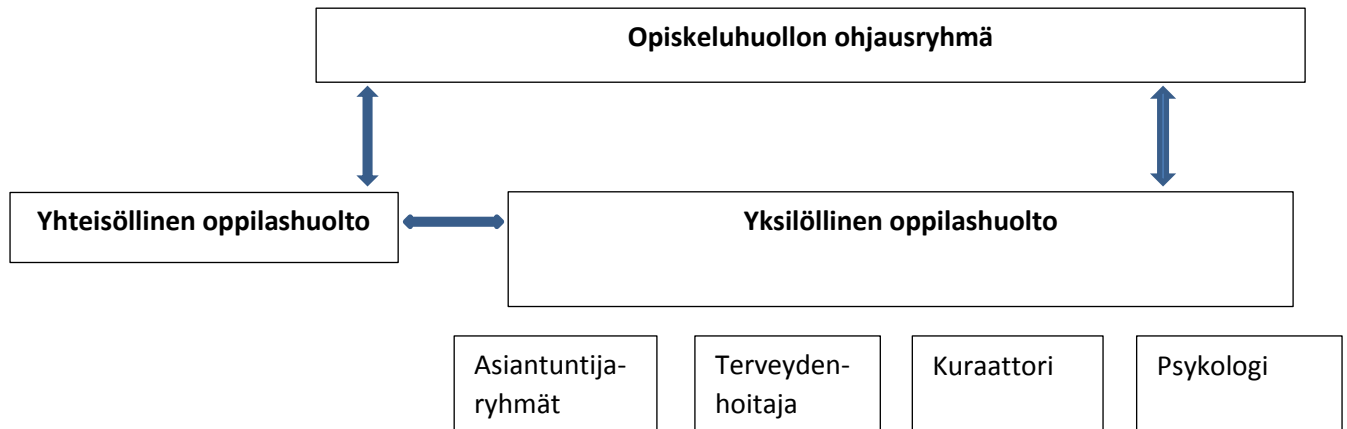 Opiskeluhuollon ohjausryhmä
Yhteisöllinen oppilashuolto
Yksilöllinen oppilashuolto
Asiantuntija-
ryhmät
Terveyden-
hoitaja
Kuraattori
Psykologi